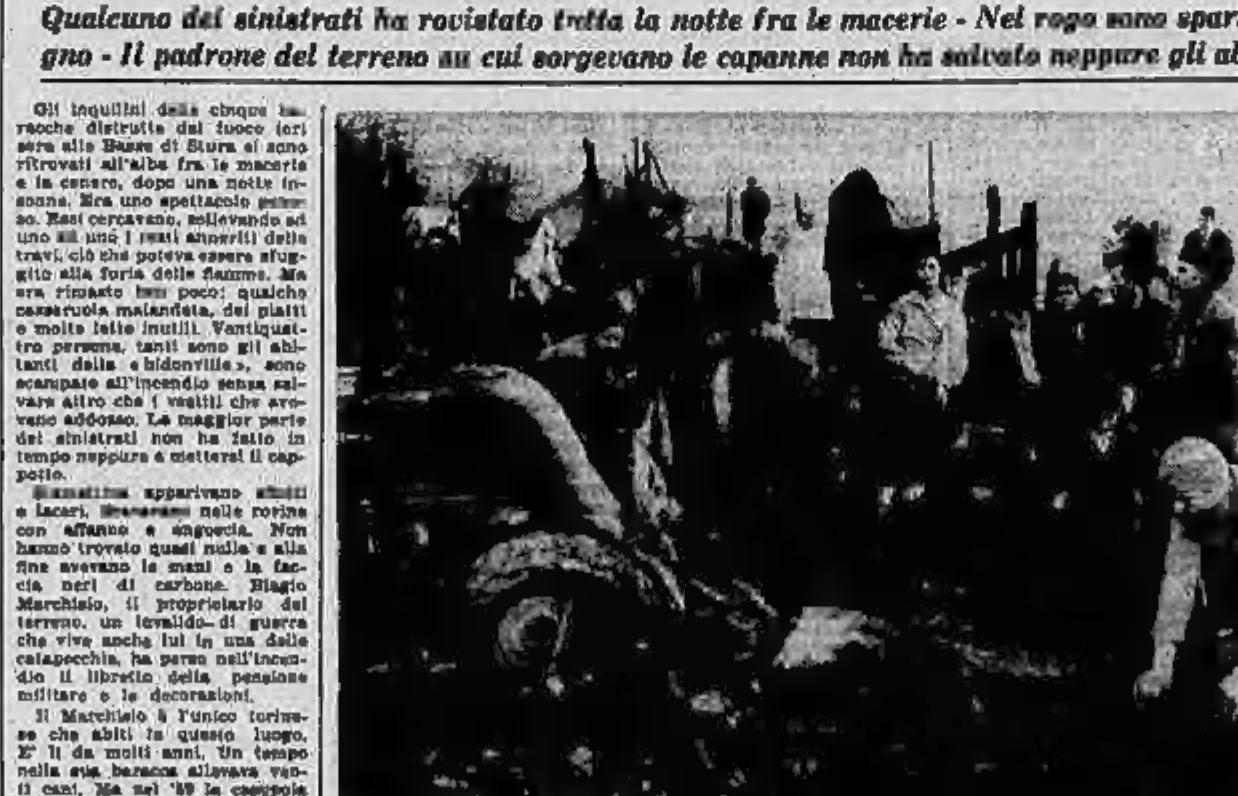 Qualcuno dei sinistrati ha rovistato tutta la notte fra le macerie - Nel rogo sono spar
gno - Il padrone del terreno su cui sorgevano le capanne non ha salvato neppure gli ab
Gli inquilini delle cinque ba-
racche distrutte dal fuoco ieri
sera alle Basse di Stura si sono
ritrovati all'alba fra le macerie
e la cenere, dopo una notte in-
sonne. Era uno spettacolo
so. Essi cercavano, sollevando ad
uno ad uno i resti anneriti delle
travi, ciò che poteva essere sfug-
gito alla furia delle fiamme. Ma
era rimasto ben poco: qualche
casseruola malandata, dei piatti
e molte latte inutili. Ventiquat-
tro persone, tanti sono gli abi-
tanti della «bidonville», sono
scampate all'incendio senza sal-
vare altro che i vestiti che ave-
vano addosso. La maggior parte
dei sinistrati non ha fatto in
tempo neppure a mettersi il cap-
potto.
apparivano
e laceri, nelle rovine
con affanno e angoscia. Non
hanno trovato quasi nulla e alla
fine avevano le mani e la fac-
cia neri di carbone. Biagio
Marchisio, il proprietario del
terreno, un invalido di guerra
che vive anche lui in una delle
catapecchie, ha perso nell'incen-
dio il libretto della pensione
militare e le decorazioni.
Il Marchisio è l'unico torine-
se che abiti in questo luogo.
E' lì da molti anni. Un tempo
nella sua baracca allevava ven-
ti cani. Ma nel '59 la